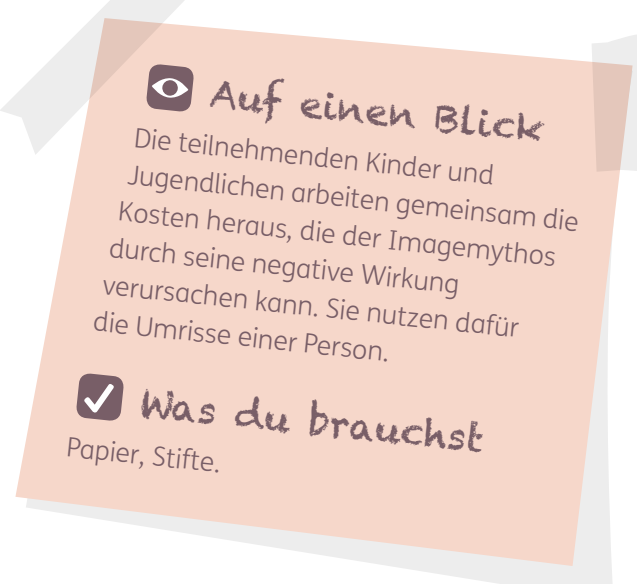 Auf einen Blick
Die teilnehmenden Kinder und
Jugendlichen arbeiten gemeinsam die
Kosten heraus, die der Imagemythos
durch seine negative Wirkung
verursachen kann. Sie nutzen dafür
die Umrisse einer Person.
Was du brauchst
Papier, Stifte.